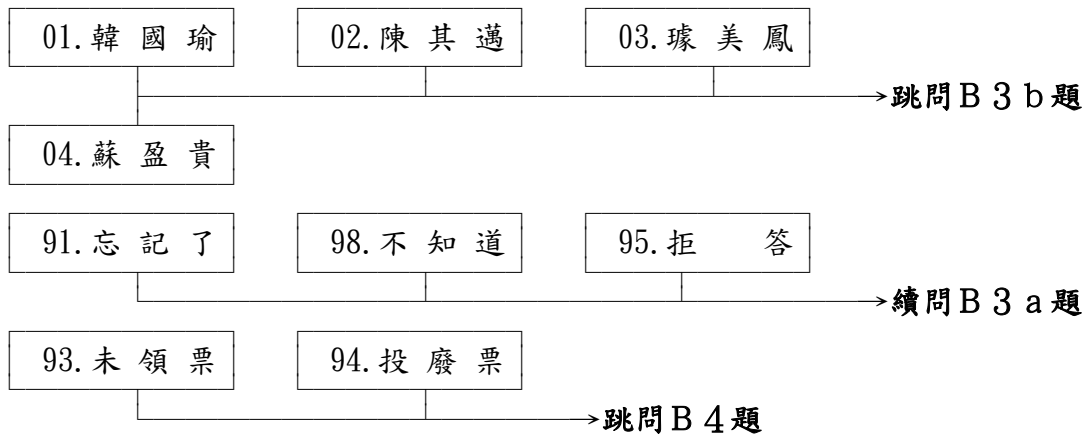 01.韓國瑜 02.陳其邁 03.璩美鳳
→跳問B3b題
04.蘇盈貴
91.忘記了 98.不知道 95.拒 答
→續問B3a題
93.未領票 94.投廢票
→跳問B4題